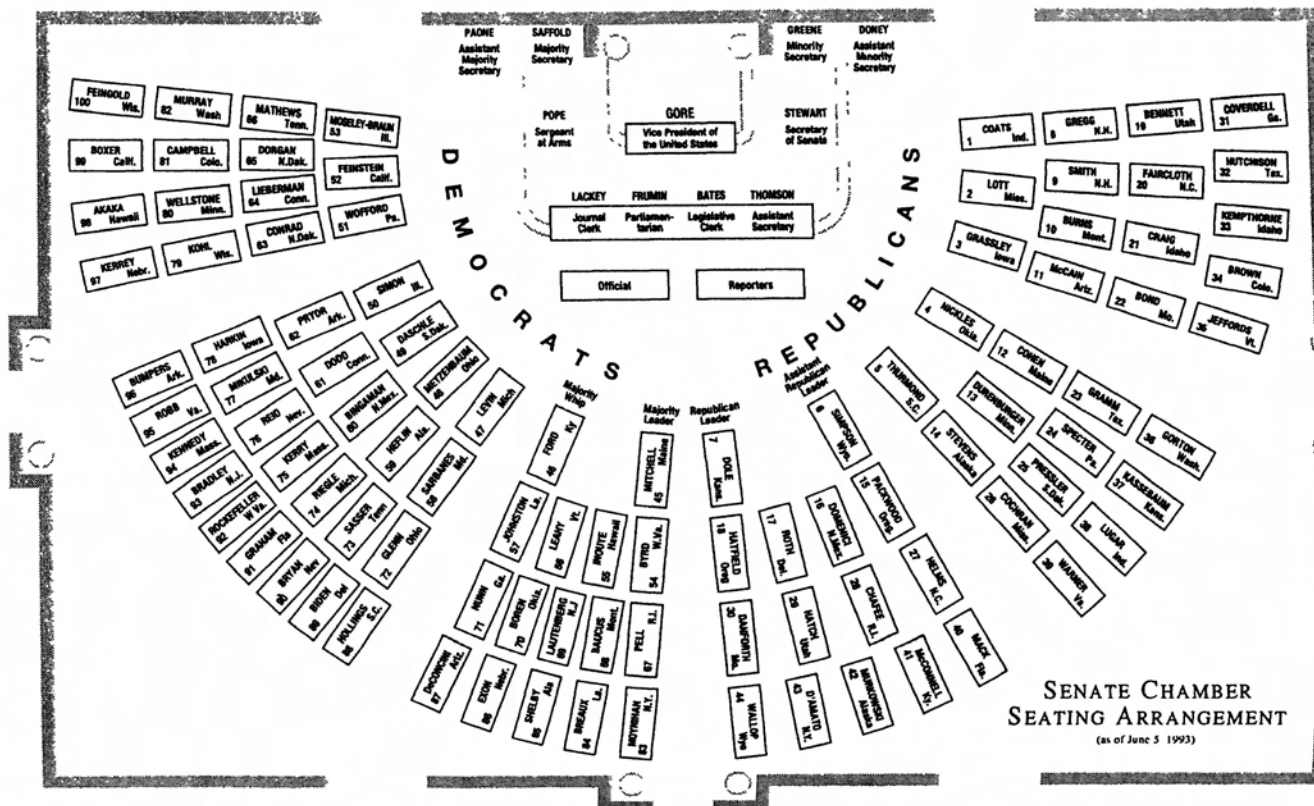 PAONE
Assistant
Majority
Secretary
SAFFOLD
Majority
Secretary
GREENE
Minority
Secretary
DONEY
Assistant
Minority
Secretary
POPE
Sergeant
at Arms
GORE
Vice President of
the United States
STEWART
Secretary
of Senate
LACKEY
Journal
Clerk
FRUMIN
Parliamen-
tarian
BATES
Legislative
Clerk
THOMSON
Assistant
Secretary
Official
Reporters
DEMOCRATS
REPUBLICANS
FEINGOLD
100 Wis.
MURRAY
82 Wash
MATHEWS
66 Tenn.
MOSELEY-BRAUN
53 Ill.
BOXER
99 Calif.
CAMPBELL
81 Colo.
DORGAN
65 N.Dak.
FEINSTEIN
52 Calif.
AKAKA
98 Hawaii
WELLSTONE
80 Minn.
LIEBERMAN
64 Conn.
WOFFORD
51 Pa.
KERREY
97 Nebr.
KOHL
79 Wis.
CONRAD
63 N.Dak.
BUMPERS
96 Ark.
HARKIN
78 Iowa
PRYOR
62 Ark.
SIMON
50 Ill.
ROBB
95 Va.
MIKULSKI
77 Md.
DODD
61 Conn.
DASCHLE
49 S.Dak.
KENNEDY
94 Mass.
REID
76 Nev.
BINGAMAN
60 N.Mex.
METZENBAUM
48 Ohio
BRADLEY
93 N.J.
KERRY
75 Mass.
HEFLIN
59 Ala.
LEVIN
47 Mich
ROCKEFELLER
92 W Va.
RIEGLE
74 Mich.
SARBANES
58 Md.
GRAHAM
91 Fla
SASSER
73 Tenn
BRYAN
90 Nev
GLENN
72 Ohio
BIDEN
89 Del
HOLLINGS
88 S.C.
Majority
Whip
FORD
46 Ky
Majority
Leader
MITCHELL
45 Maine
JOHNSTON
57 La.
LEAHY
56 Vt.
INOUYE
55 Hawaii
BYRD
54 W.Va.
NUNN
71 Ga.
BOREN
70 Okla.
LAUTENBERG
69 N.J
BAUCUS
68 Mont.
PELL
67 R.I.
DeCONCINI
87 Ariz.
EXON
86 Nebr.
SHELBY
85 Ala
BREAUX
84 La.
MOYNIHAN
83 N.Y.
Republican
Leader
DOLE
7 Kans.
Assistant
Republican
Leader
SIMPSON
6 Wyo.
HATFIELD
18 Oreg
ROTH
17 Del.
DOMENICI
16 N.Mex.
PACKWOOD
15 Oreg.
DANFORTH
30 Mo.
HATCH
29 Utah
CHAFEE
28 R.I.
HELMS
27 N.C.
WALLOP
44 Wyo
D'AMATO
43 N.Y.
MURKOWSKI
42 Alaska
McCONNELL
41 Ky.
MACK
40 Fla.
COATS
1 Ind.
GREGG
8 N.H.
BENNETT
19 Utah
COVERDELL
31 Ga.
LOTT
2 Miss.
SMITH
9 N.H.
FAIRCLOTH
20 N.C.
HUTCHISON
32 Tex.
GRASSLEY
3 Iowa
BURNS
10 Mont.
CRAIG
21 Idaho
KEMPTHORNE
33 Idaho
McCAIN
11 Ariz.
BOND
22 Mo.
BROWN
34 Colo.
JEFFORDS
35 Vt.
NICKLES
4 Okla.
COHEN
12 Maine
GRAMM
23 Tex.
GORTON
36 Wash.
THURMOND
5 S.C.
DURENBURGER
13 Minn.
SPECTER
24 Pa.
KASSEBAUM
37 Kans.
STEVENS
14 Alaska
PRESSLER
25 S.Dak.
LUGAR
38 Ind.
COCHRAN
26 Miss.
WARNER
39 Va.
SENATE CHAMBER
SEATING ARRANGEMENT
(as of June 5 1993)